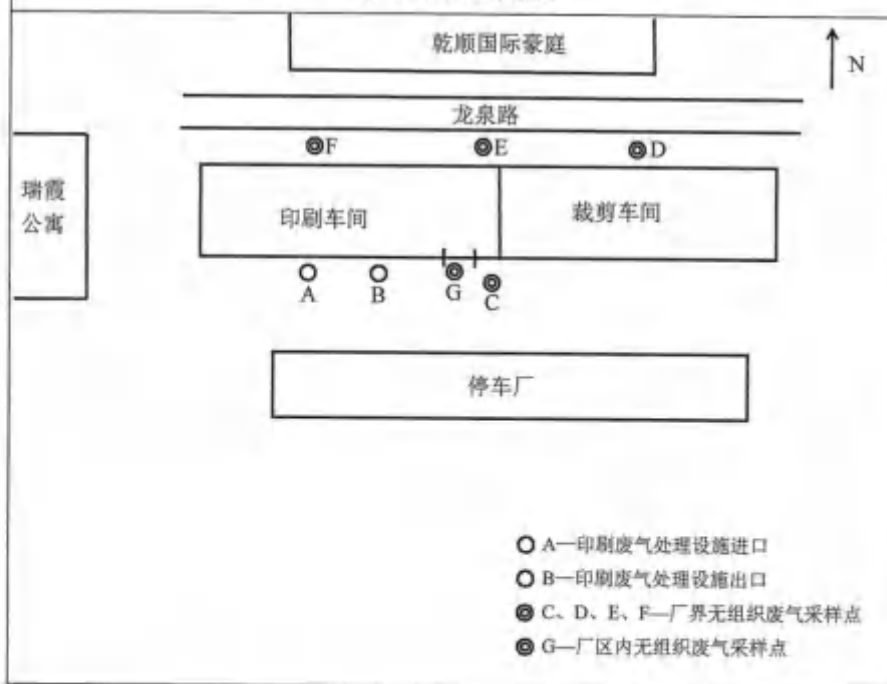 乾顺国际豪庭
N
龙泉路
F
E
D
瑞霞
公寓
印刷车间
裁剪车间
A
B
G
C
停车厂
A—印刷废气处理设施进口
B—印刷废气处理设施出口
C、D、E、F—厂界无组织废气采样点
G—厂区内无组织废气采样点